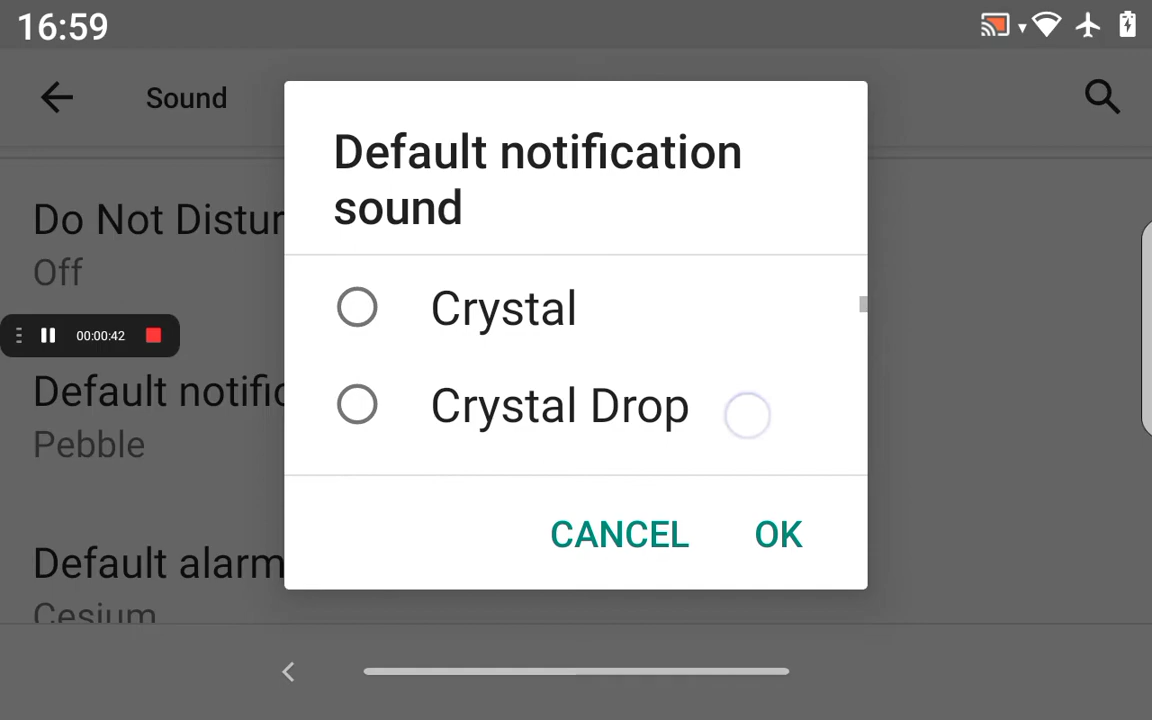 16:59
Sound
Default notification
sound
Do Not Distur
Off
Crystal
00:00:42
Default notific
Crystal Drop
Pebble
CANCEL
OK
Default alarm
Cesium